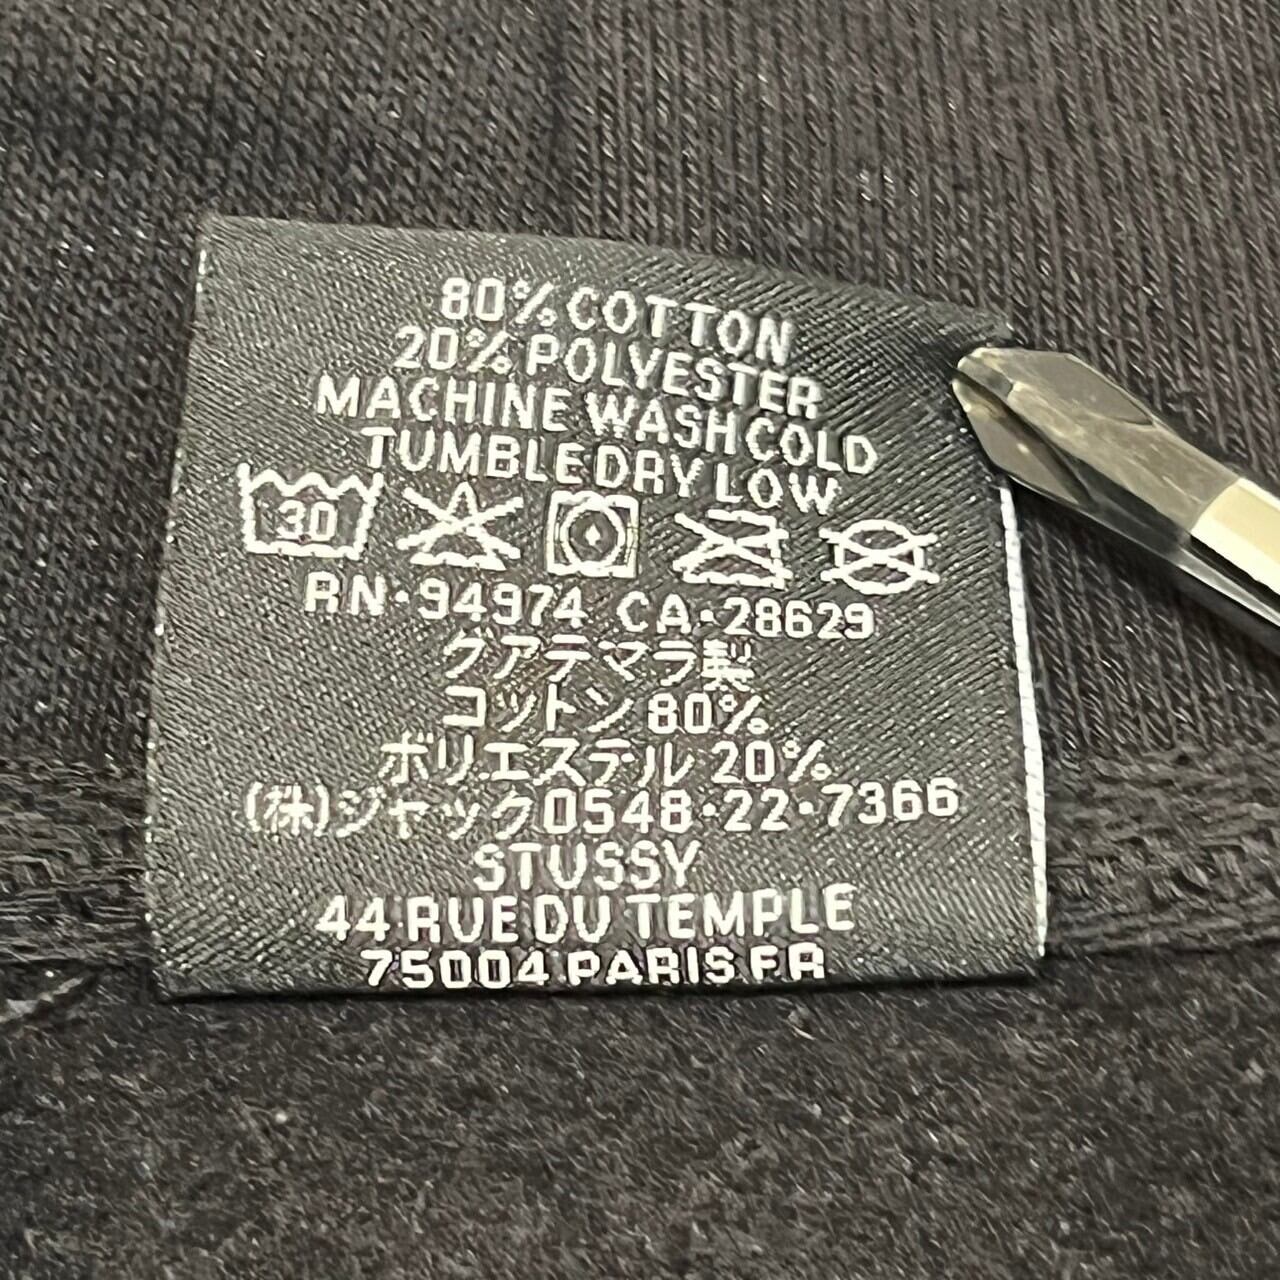 80% COTTON
20% POLYESTER
MACHINE WASH COLD
TUMBLE DRY LOW
30
RN·94974 CA·28629
グアテマラ製
コットン 80%
ポリエステル 20%
(株)ジャック0548·22·7366
STUSSY
44 RUE DU TEMPLE
75004 PARIS FR